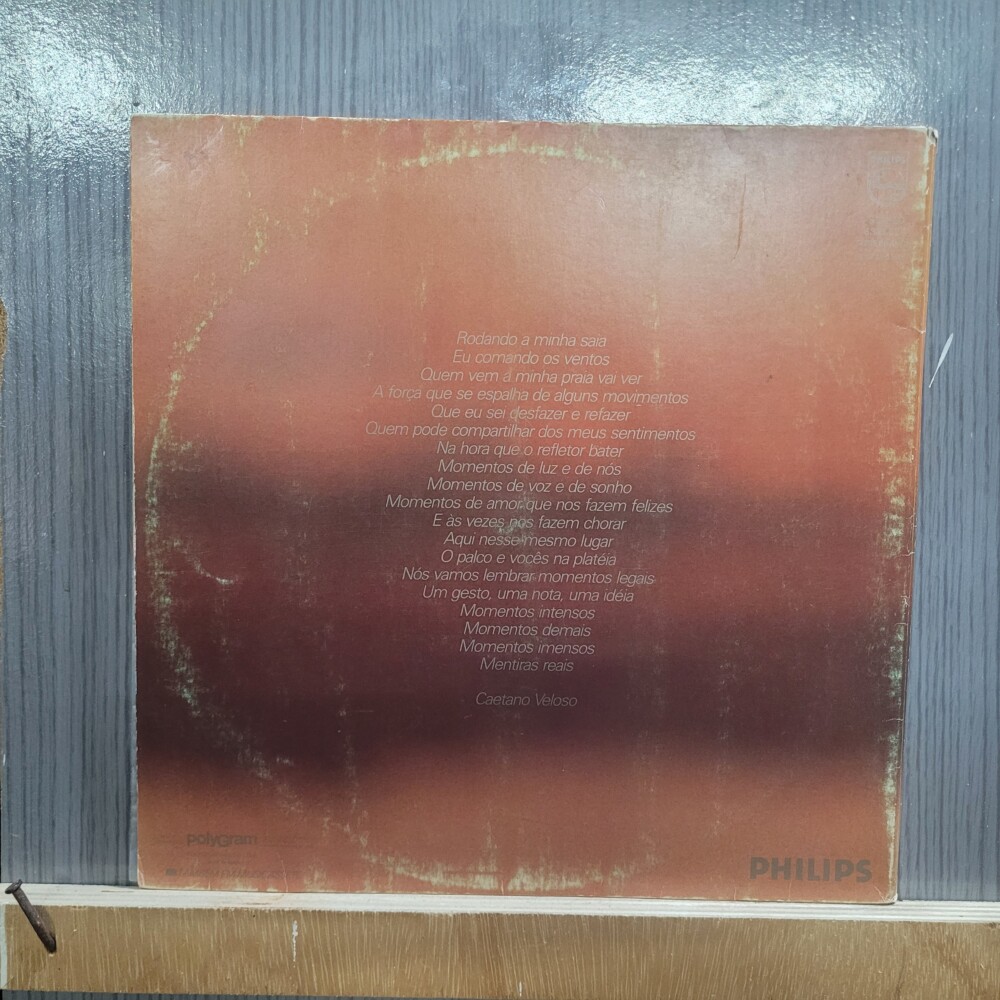 Rodando a minha saia
Eu comando os ventos
Quem vem à minha praia vai ver
A força que se espalha de alguns movimentos
Que eu sei desfazer e refazer
Quem pode compartilhar dos meus sentimentos
Na hora que o refletor bater
Momentos de luz e de nós
Momentos de voz e de sonho
Momentos de amor que nos fazem felizes
E às vezes nos fazem chorar
Aqui nesse mesmo lugar
O palco e vocês na platéia
Nós vamos lembrar momentos legais
Um gesto, uma nota, uma idéia
Momentos intensos
Momentos demais
Momentos imensos
Mentiras reais
Caetano Veloso
PolyGram
PHILIPS